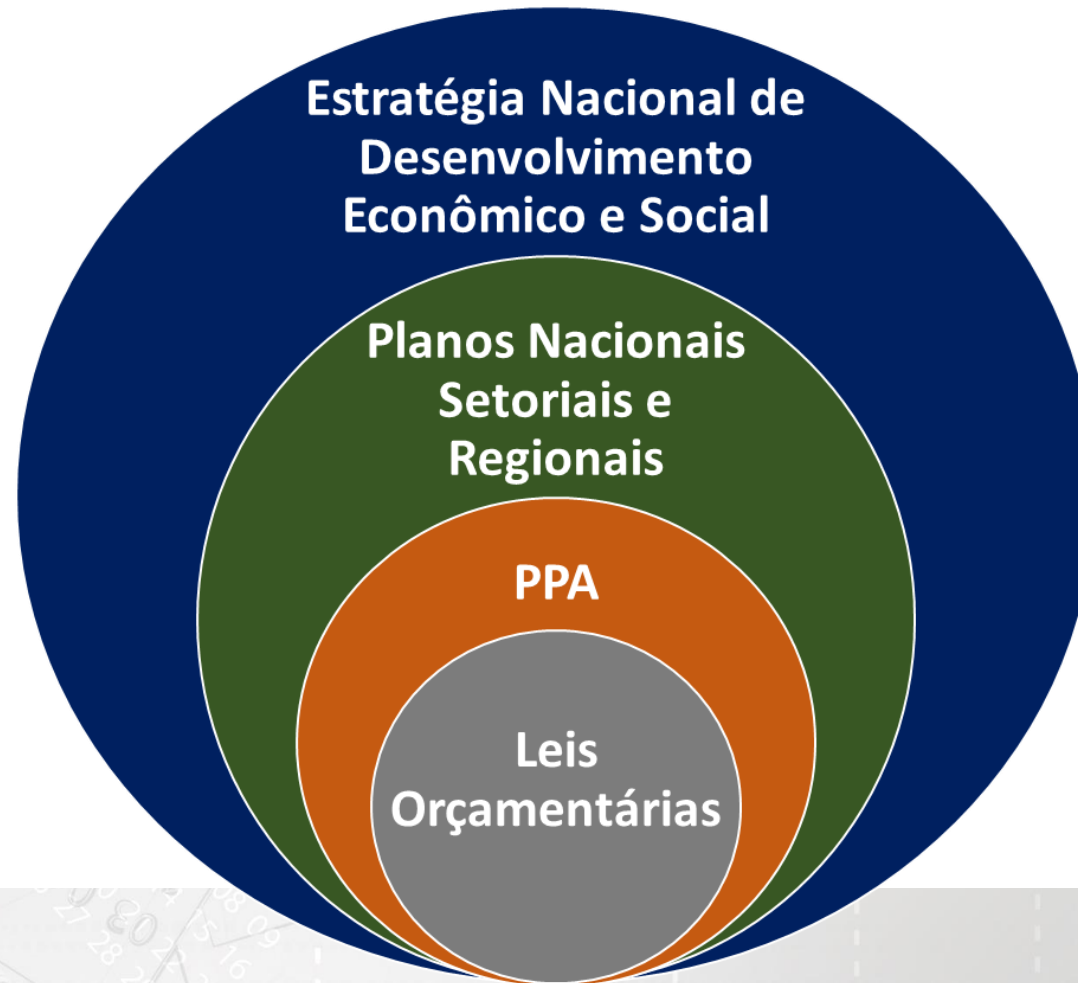 Estratégia Nacional de
Desenvolvimento
Econômico e Social
Planos Nacionais
Setoriais e
Regionais
PPA
Leis
Orçamentárias